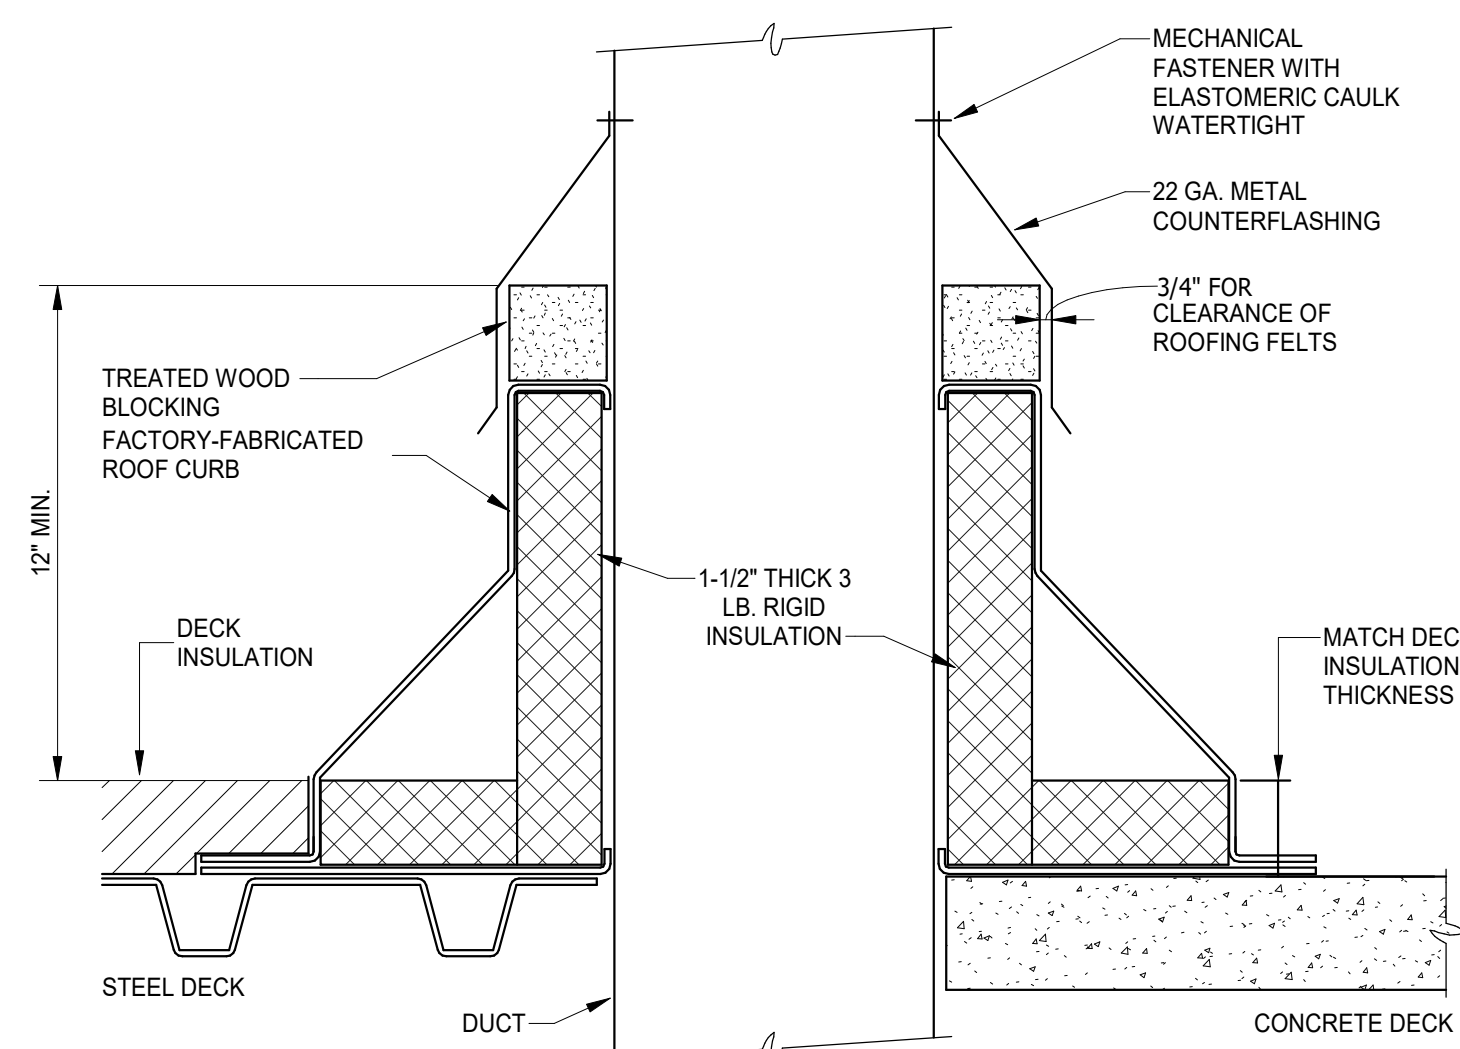 MECHANICAL
FASTENER WITH
ELASTOMERIC CAULK
WATERTIGHT
22 GA. METAL
COUNTERFLASHING
3/4" FOR
CLEARANCE OF
ROOFING FELTS
TREATED WOOD
BLOCKING
FACTORY-FABRICATED
ROOF CURB
12" MIN.
1-1/2" THICK 3
LB. RIGID
INSULATION
DECK
INSULATION
MATCH DEC
INSULATION
THICKNESS
STEEL DECK
DUCT
CONCRETE DECK